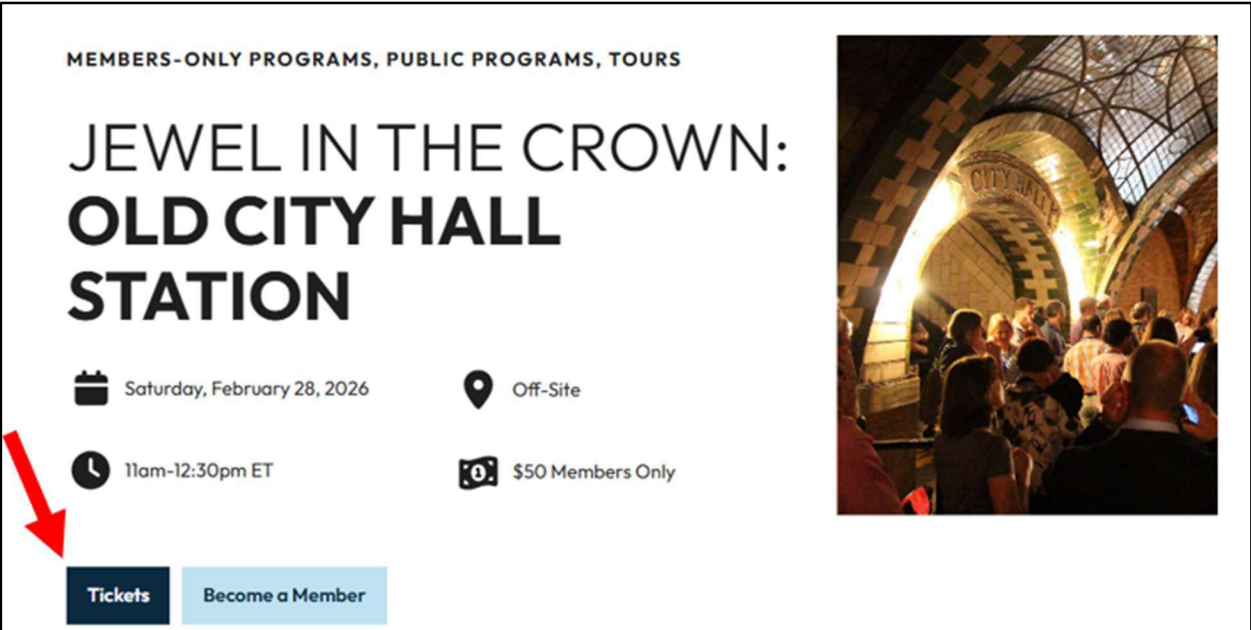 MEMBERS-ONLY PROGRAMS, PUBLIC PROGRAMS, TOURS
JEWEL IN THE CROWN:
OLD CITY HALL
STATION
Saturday, February 28, 2026
Off-Site
11am-12:30pm ET
$50 Members Only
Tickets
Become a Member
CITY HALL